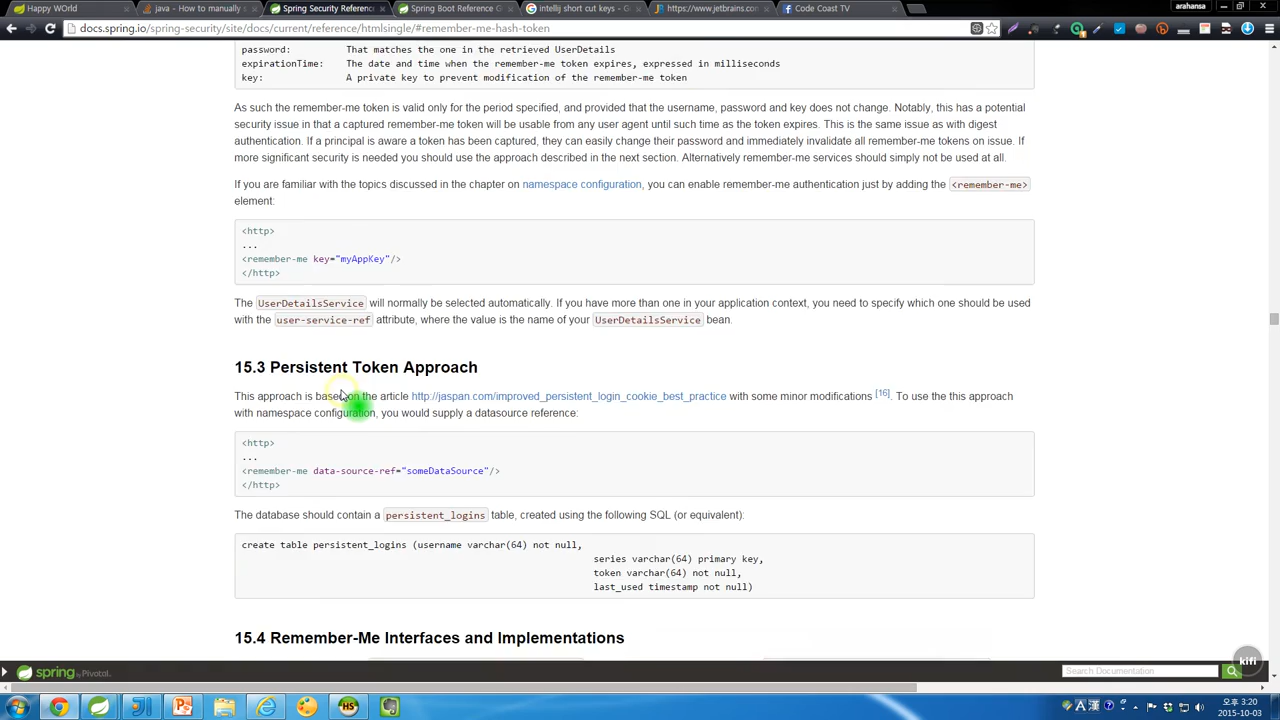 Happy WORLD
java - How to manually s
Spring Security Reference
Spring Boot Reference G
intellij short cut keys - Go
https://www.jetbrains.com
Code Coast TV
arahansa
docs.spring.io/spring-security/site/docs/current/reference/htmlsingle/#remember-me-hash-token
password: That matches the one in the retrieved UserDetails
expirationTime: The date and time when the remember-me token expires, expressed in milliseconds
key: A private key to prevent modification of the remember-me token
As such the remember-me token is valid only for the period specified, and provided that the username, password and key does not change. Notably, this has a potential
security issue in that a captured remember-me token will be usable from any user agent until such time as the token expires. This is the same issue as with digest
authentication. If a principal is aware a token has been captured, they can easily change their password and immediately invalidate all remember-me tokens on issue. If
more significant security is needed you should use the approach described in the next section. Alternatively remember-me services should simply not be used at all.
If you are familiar with the topics discussed in the chapter on namespace configuration, you can enable remember-me authentication just by adding the <remember-me>
element:
<http>
...
<remember-me key="myAppKey"/>
</http>
The UserDetailsService will normally be selected automatically. If you have more than one in your application context, you need to specify which one should be used
with the user-service-ref attribute, where the value is the name of your UserDetailsService bean.
15.3 Persistent Token Approach
This approach is based on the article http://jaspan.com/improved_persistent_login_cookie_best_practice with some minor modifications [16]. To use the this approach
with namespace configuration, you would supply a datasource reference:
<http>
...
<remember-me data-source-ref="someDataSource"/>
</http>
The database should contain a persistent_logins table, created using the following SQL (or equivalent):
create table persistent_logins (username varchar(64) not null,
series varchar(64) primary key,
token varchar(64) not null,
last_used timestamp not null)
15.4 Remember-Me Interfaces and Implementations
kifi
spring by Pivotal
Search Documentation
오후 3:20
2015-10-03